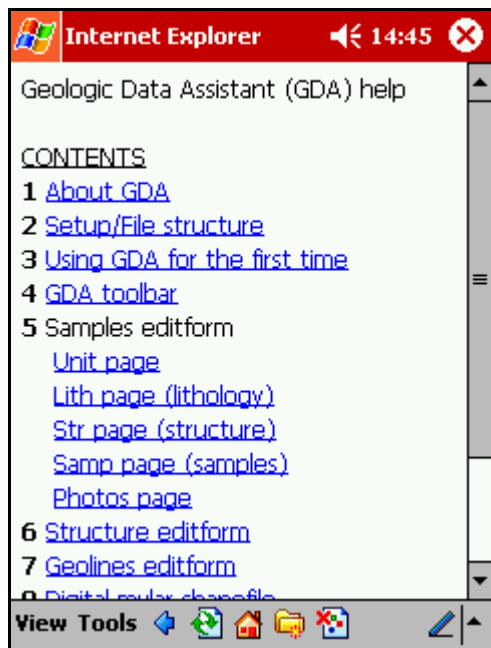 Internet Explorer 14:45
Geologic Data Assistant (GDA) help
CONTENTS
1 About GDA
2 Setup/File structure
3 Using GDA for the first time
4 GDA toolbar
5 Samples editform
Unit page
Lith page (lithology)
Str page (structure)
Samp page (samples)
Photos page
6 Structure editform
7 Geolines editform
View Tools